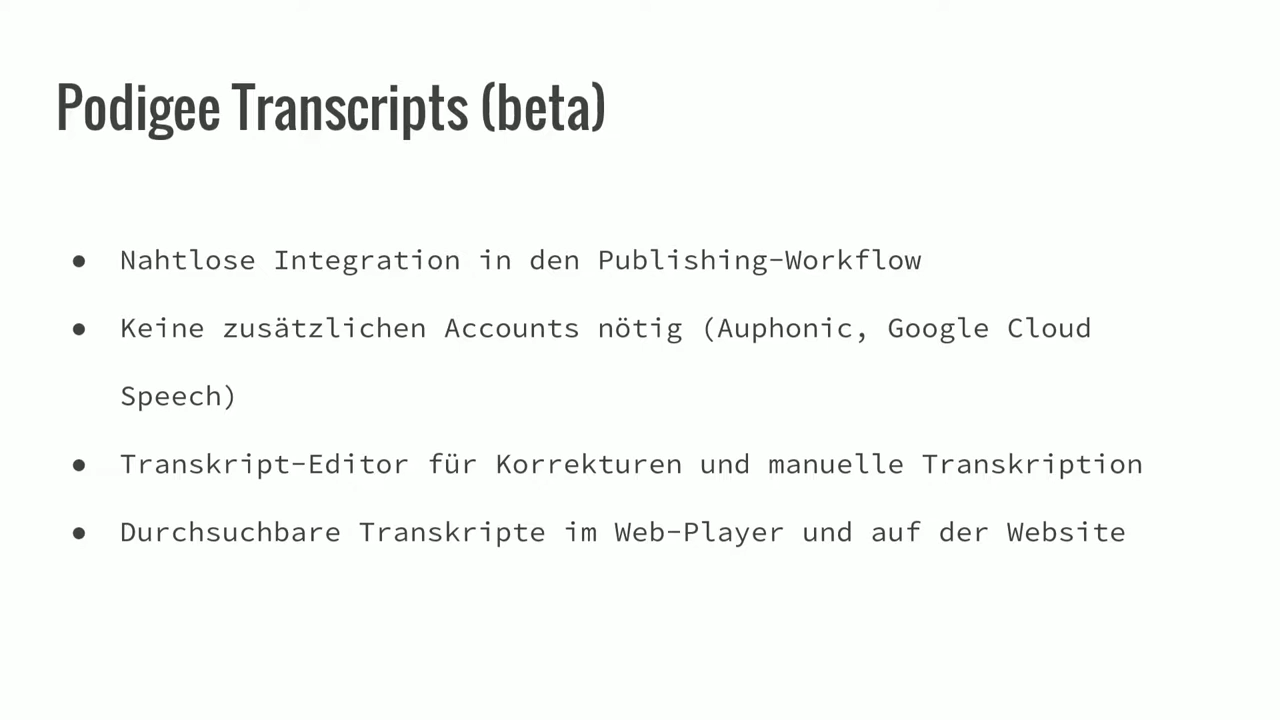 Podigee Transcripts (beta)
● Nahtlose Integration in den Publishing-Workflow
● Keine zusätzlichen Accounts nötig (Auphonic, Google Cloud
Speech)
● Transkript-Editor für Korrekturen und manuelle Transkription
● Durchsuchbare Transkripte im Web-Player und auf der Website